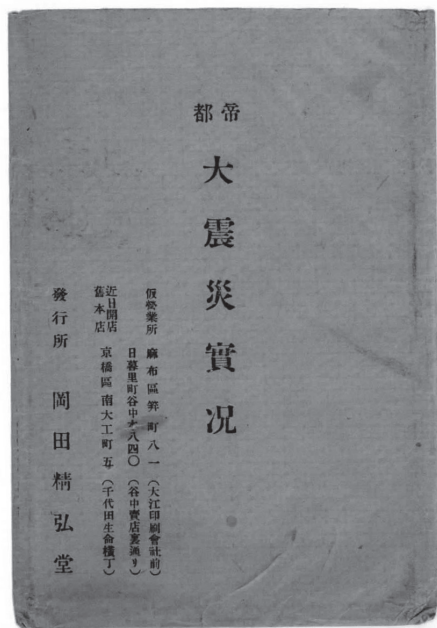 帝都
大震災實況
假營業所 麻布區笄町八一(大江印刷會社前)
日暮里町谷中八四〇(谷中賣店裏通リ)
近日開店
舊本店 京橋區南大工町五(千代田生命橫丁)
發行所 岡田精弘堂